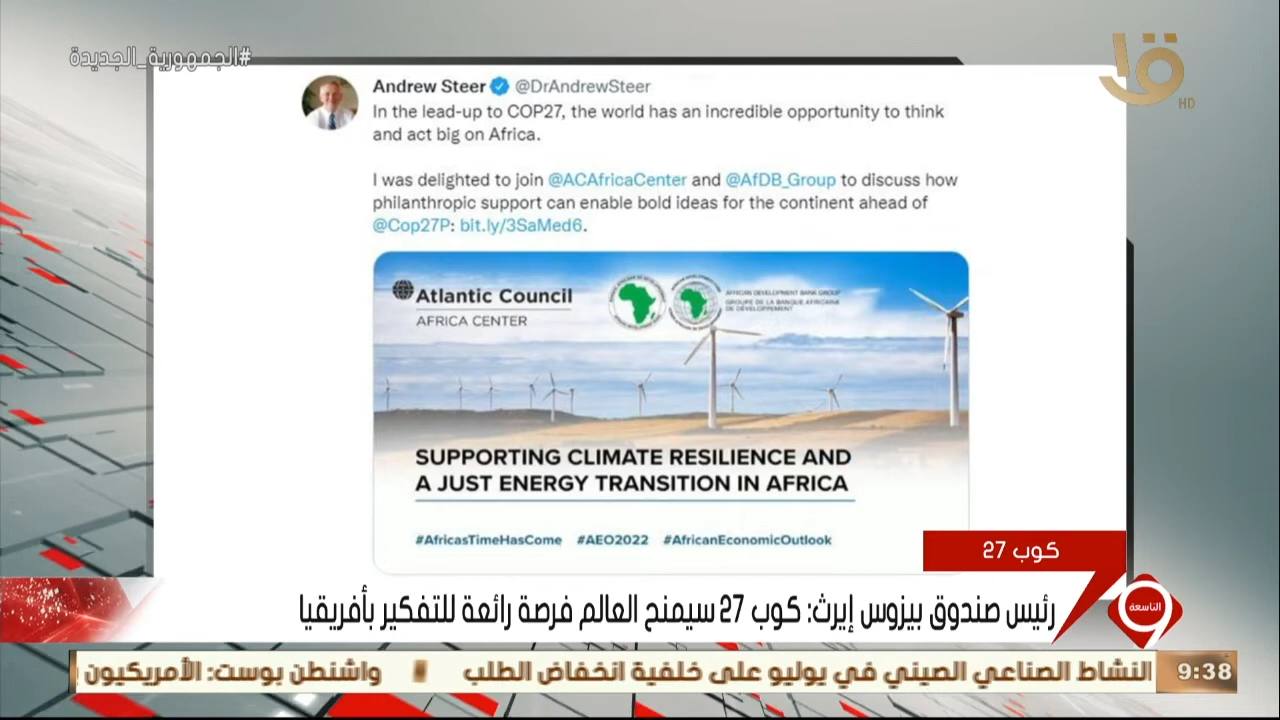 #الجمهورية_الجديدة
HD
Andrew Steer @DrAndrewSteer
In the lead-up to COP27, the world has an incredible opportunity to think
and act big on Africa.
I was delighted to join @ACAfricaCenter and @AfDB_Group to discuss how
philanthropic support can enable bold ideas for the continent ahead of
@Cop27P: bit.ly/3SaMed6.
Atlantic Council
AFRICA CENTER
AFRICAN DEVELOPMENT BANK GROUP
GROUPE DE LA BANQUE AFRICAINE
DE DÉVELOPPEMENT
SUPPORTING CLIMATE RESILIENCE AND
A JUST ENERGY TRANSITION IN AFRICA
#AfricasTimeHasCome #AEO2022 #AfricanEconomicOutlook
كوب 27
التاسعة
9
رئيس صندوق بيزوس إيرث: كوب 27 سيمنح العالم فرصة رائعة للتفكير بأفريقيا
9:38
النشاط الصناعي الصيني في يوليو على خلفية انخفاض الطلب
واشنطن بوست: الأمريكيون